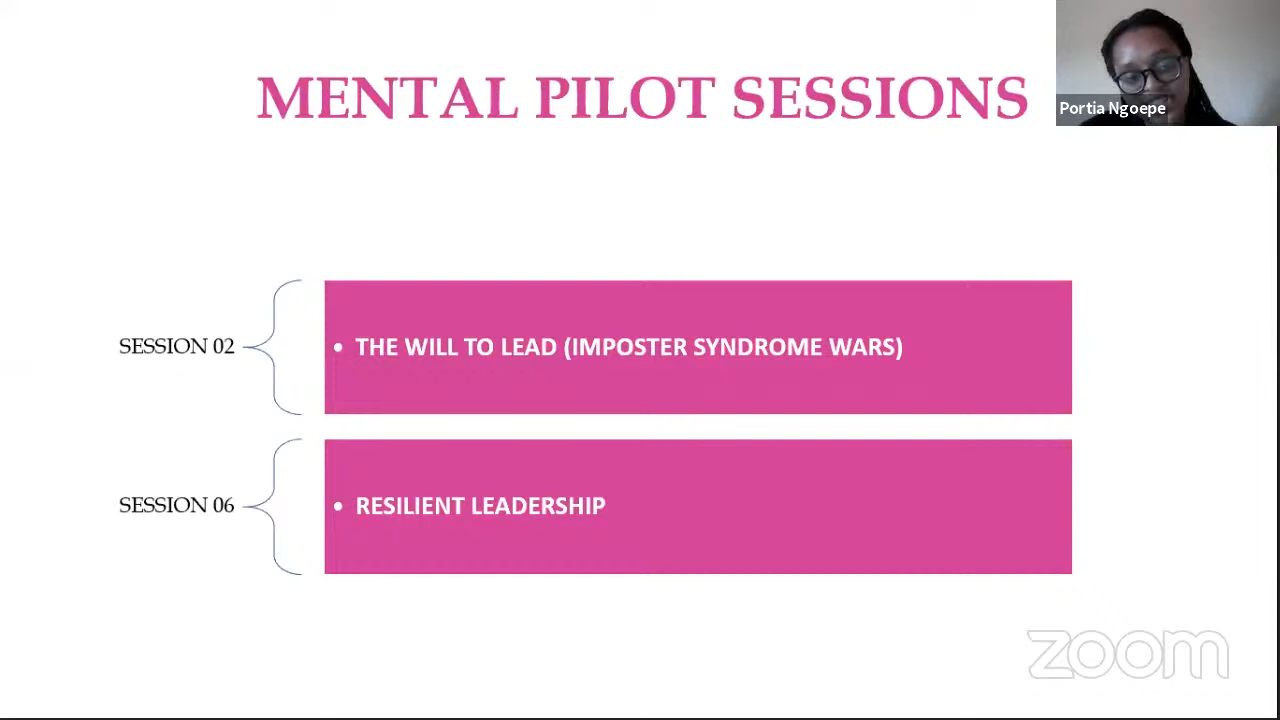 MENTAL PILOT SESSIONS
Portia Ngoepe
SESSION 02
• THE WILL TO LEAD (IMPOSTER SYNDROME WARS)
SESSION 06
• RESILIENT LEADERSHIP
zoom